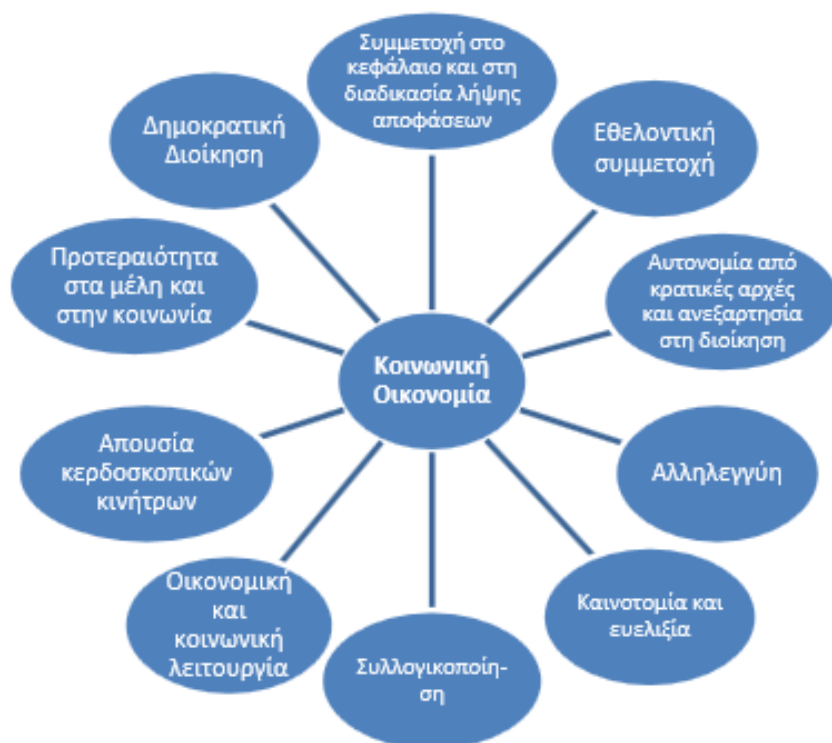 Συμμετοχή στο
κεφάλαιο και στη
διαδικασία λήψης
αποφάσεων
Εθελοντική
συμμετοχή
Αυτονομία από
κρατικές αρχές
και ανεξαρτησία
στη διοίκηση
Αλληλεγγύη
Καινοτομία και
ευελιξία
Συλλογικοποίη-
ση
Οικονομική
και
κοινωνική
λειτουργία
Απουσία
κερδοσκοπικών
κινήτρων
Προτεραιότητα
στα μέλη και
στην κοινωνία
Δημοκρατική
Διοίκηση
Κοινωνική
Οικονομία